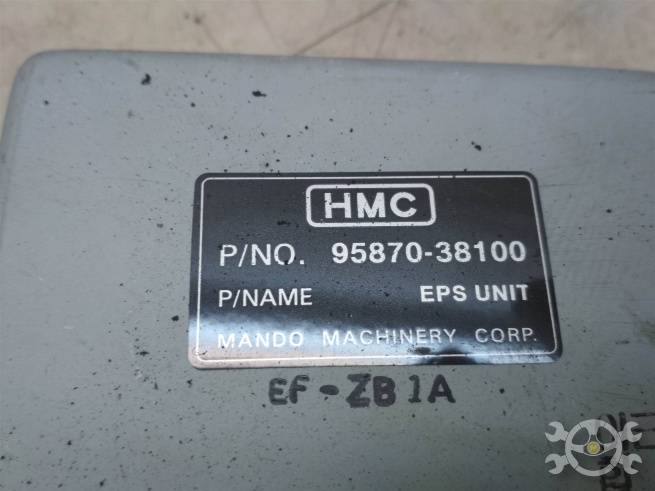 HMC
P/NO. 95870-38100
P/NAME EPS UNIT
MANDO MACHINERY CORP.
EF-ZB1A